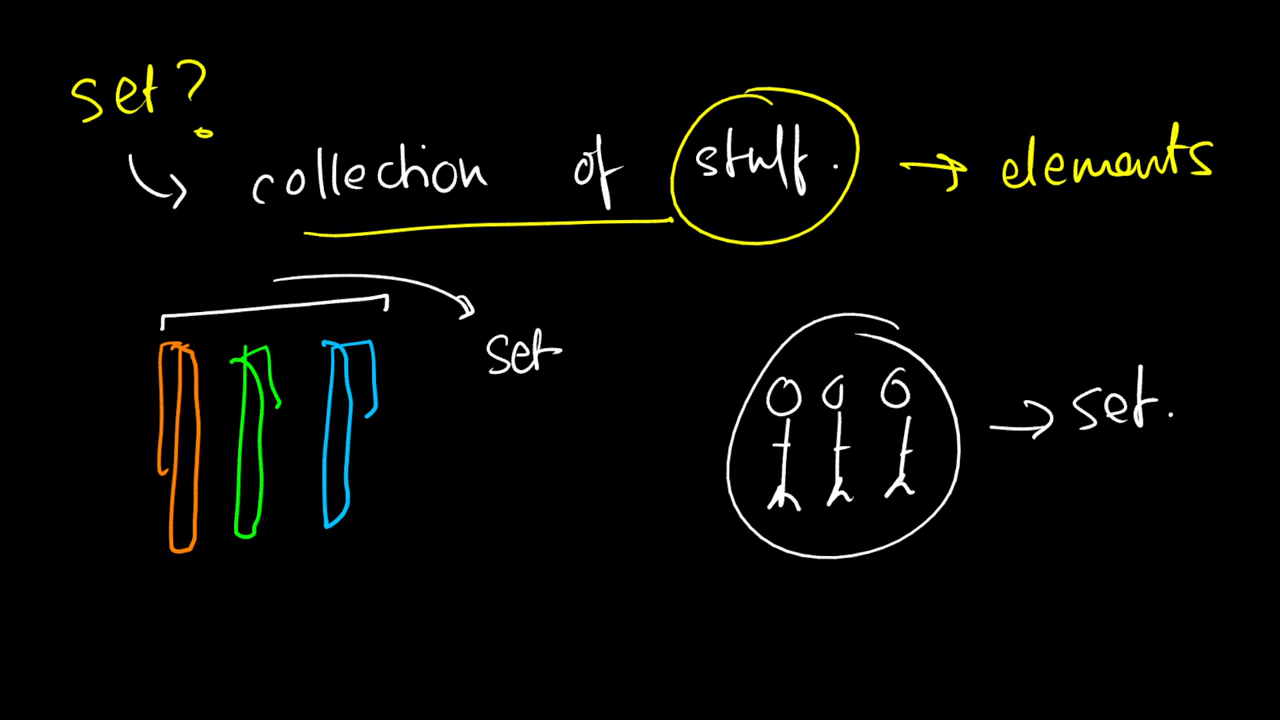 set?
↳ collection of stuff. → elements
set
→ set.